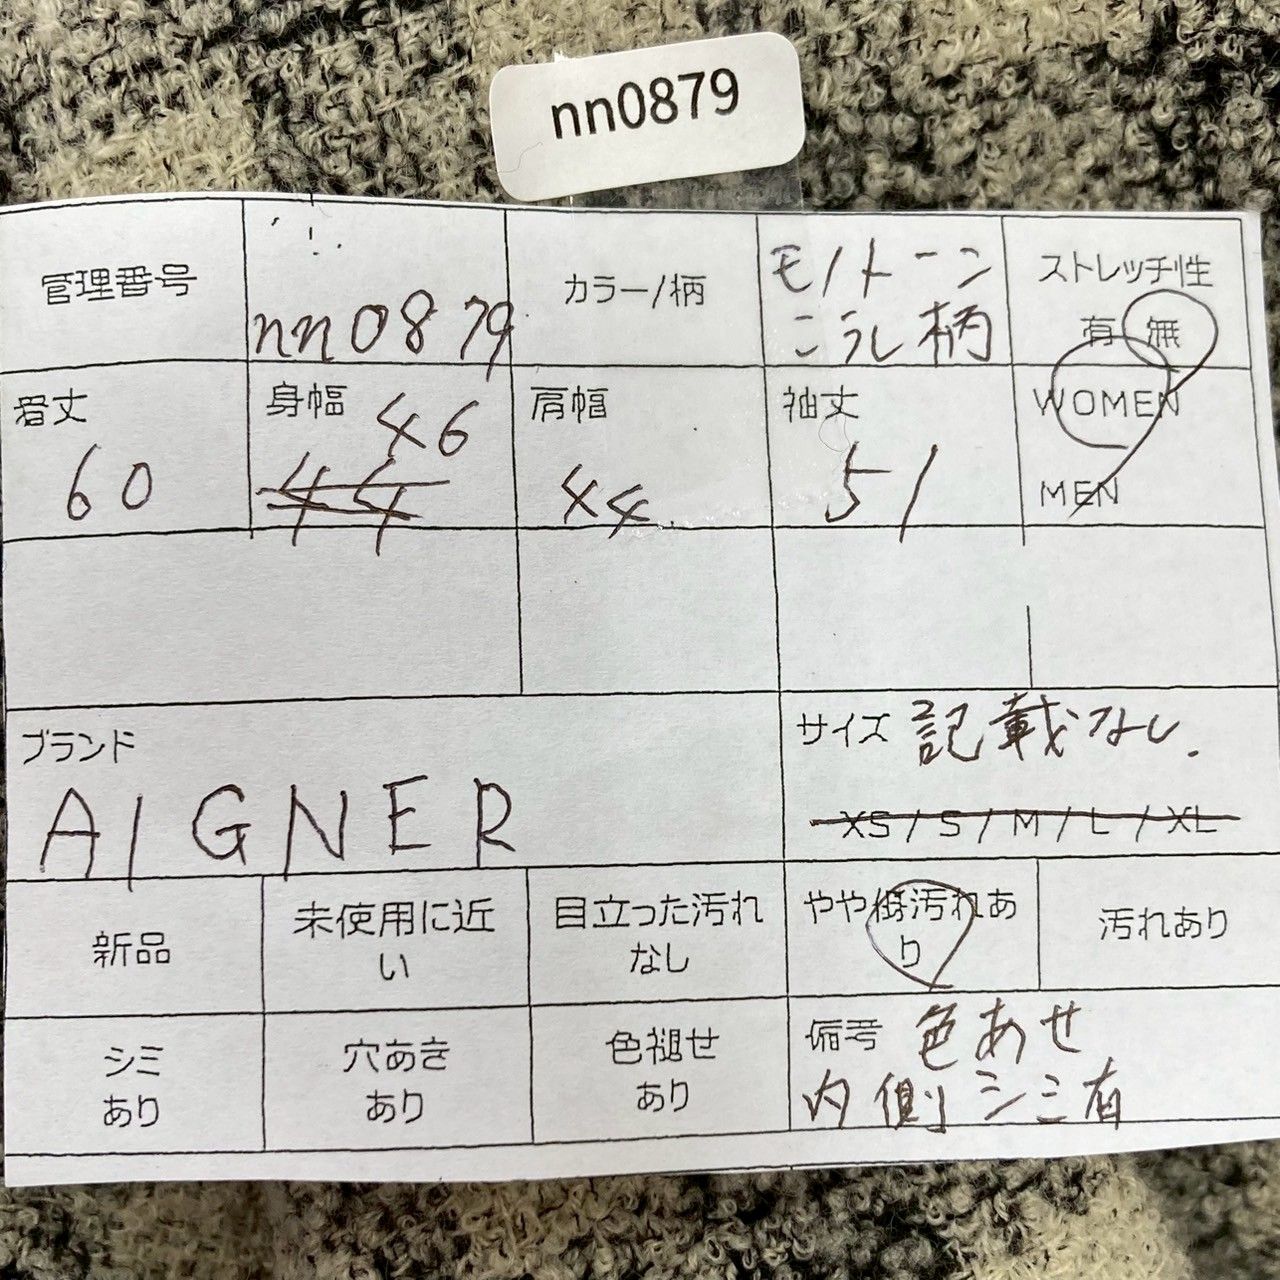 nn0879
管理番号
nn0879
カラー/柄
モノトーン
こうし柄
ストレッチ性
有 無
着丈
60
身幅 46
44
肩幅
44
袖丈
51
WOMEN
MEN
ブランド
AIGNER
サイズ 記載なし.
XS / S / M / L / XL
新品
未使用に近
い
目立った汚れ
なし
やや傷汚れあ
り
汚れあり
シミ
あり
穴あき
あり
色褪せ
あり
備考 色あせ
内側シミ有